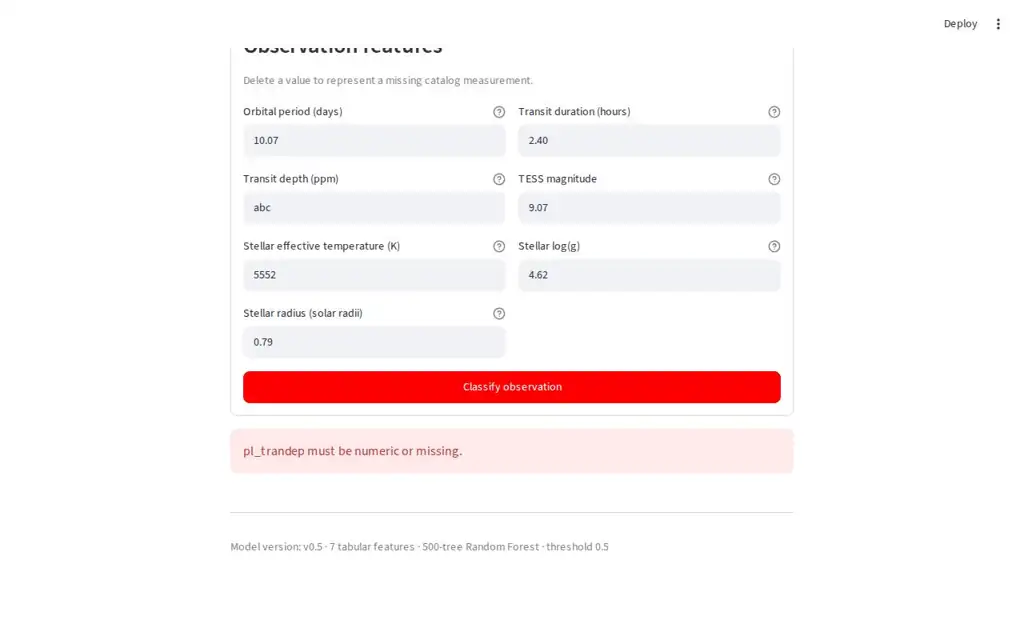 Deploy
Observation features
Delete a value to represent a missing catalog measurement.
Orbital period (days)
Transit duration (hours)
10.07
2.40
Transit depth (ppm)
TESS magnitude
abc
9.07
Stellar effective temperature (K)
Stellar log(g)
5552
4.62
Stellar radius (solar radii)
0.79
Classify observation
pl_trandep must be numeric or missing.
Model version: v0.5 · 7 tabular features · 500-tree Random Forest · threshold 0.5